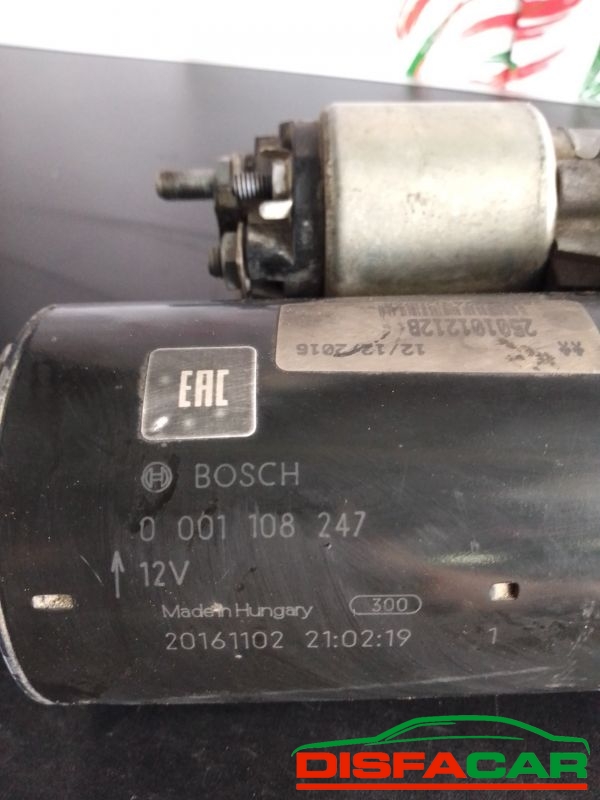 2S0101212B
12/12/2016
EAC
BOSCH
0 001 108 247
12V
Made in Hungary 300
20161102 21:02:19 1
DISFACAR